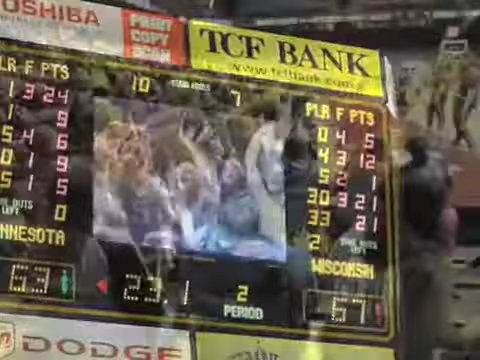 TOSHIBA
PRINT
COPY
SCAN
TCF BANK
www.tcfbank.com
PLR F PTS
1 3 24
1 9
5 4 6
0 1 9
5 1 5
0
MINNESOTA
10
7
PLR F PTS
0 4 5
4 3 12
5 2 1
30 3 21
33 2 1
2
WISCONSIN
63
23.1
2
PERIOD
67
DODGE